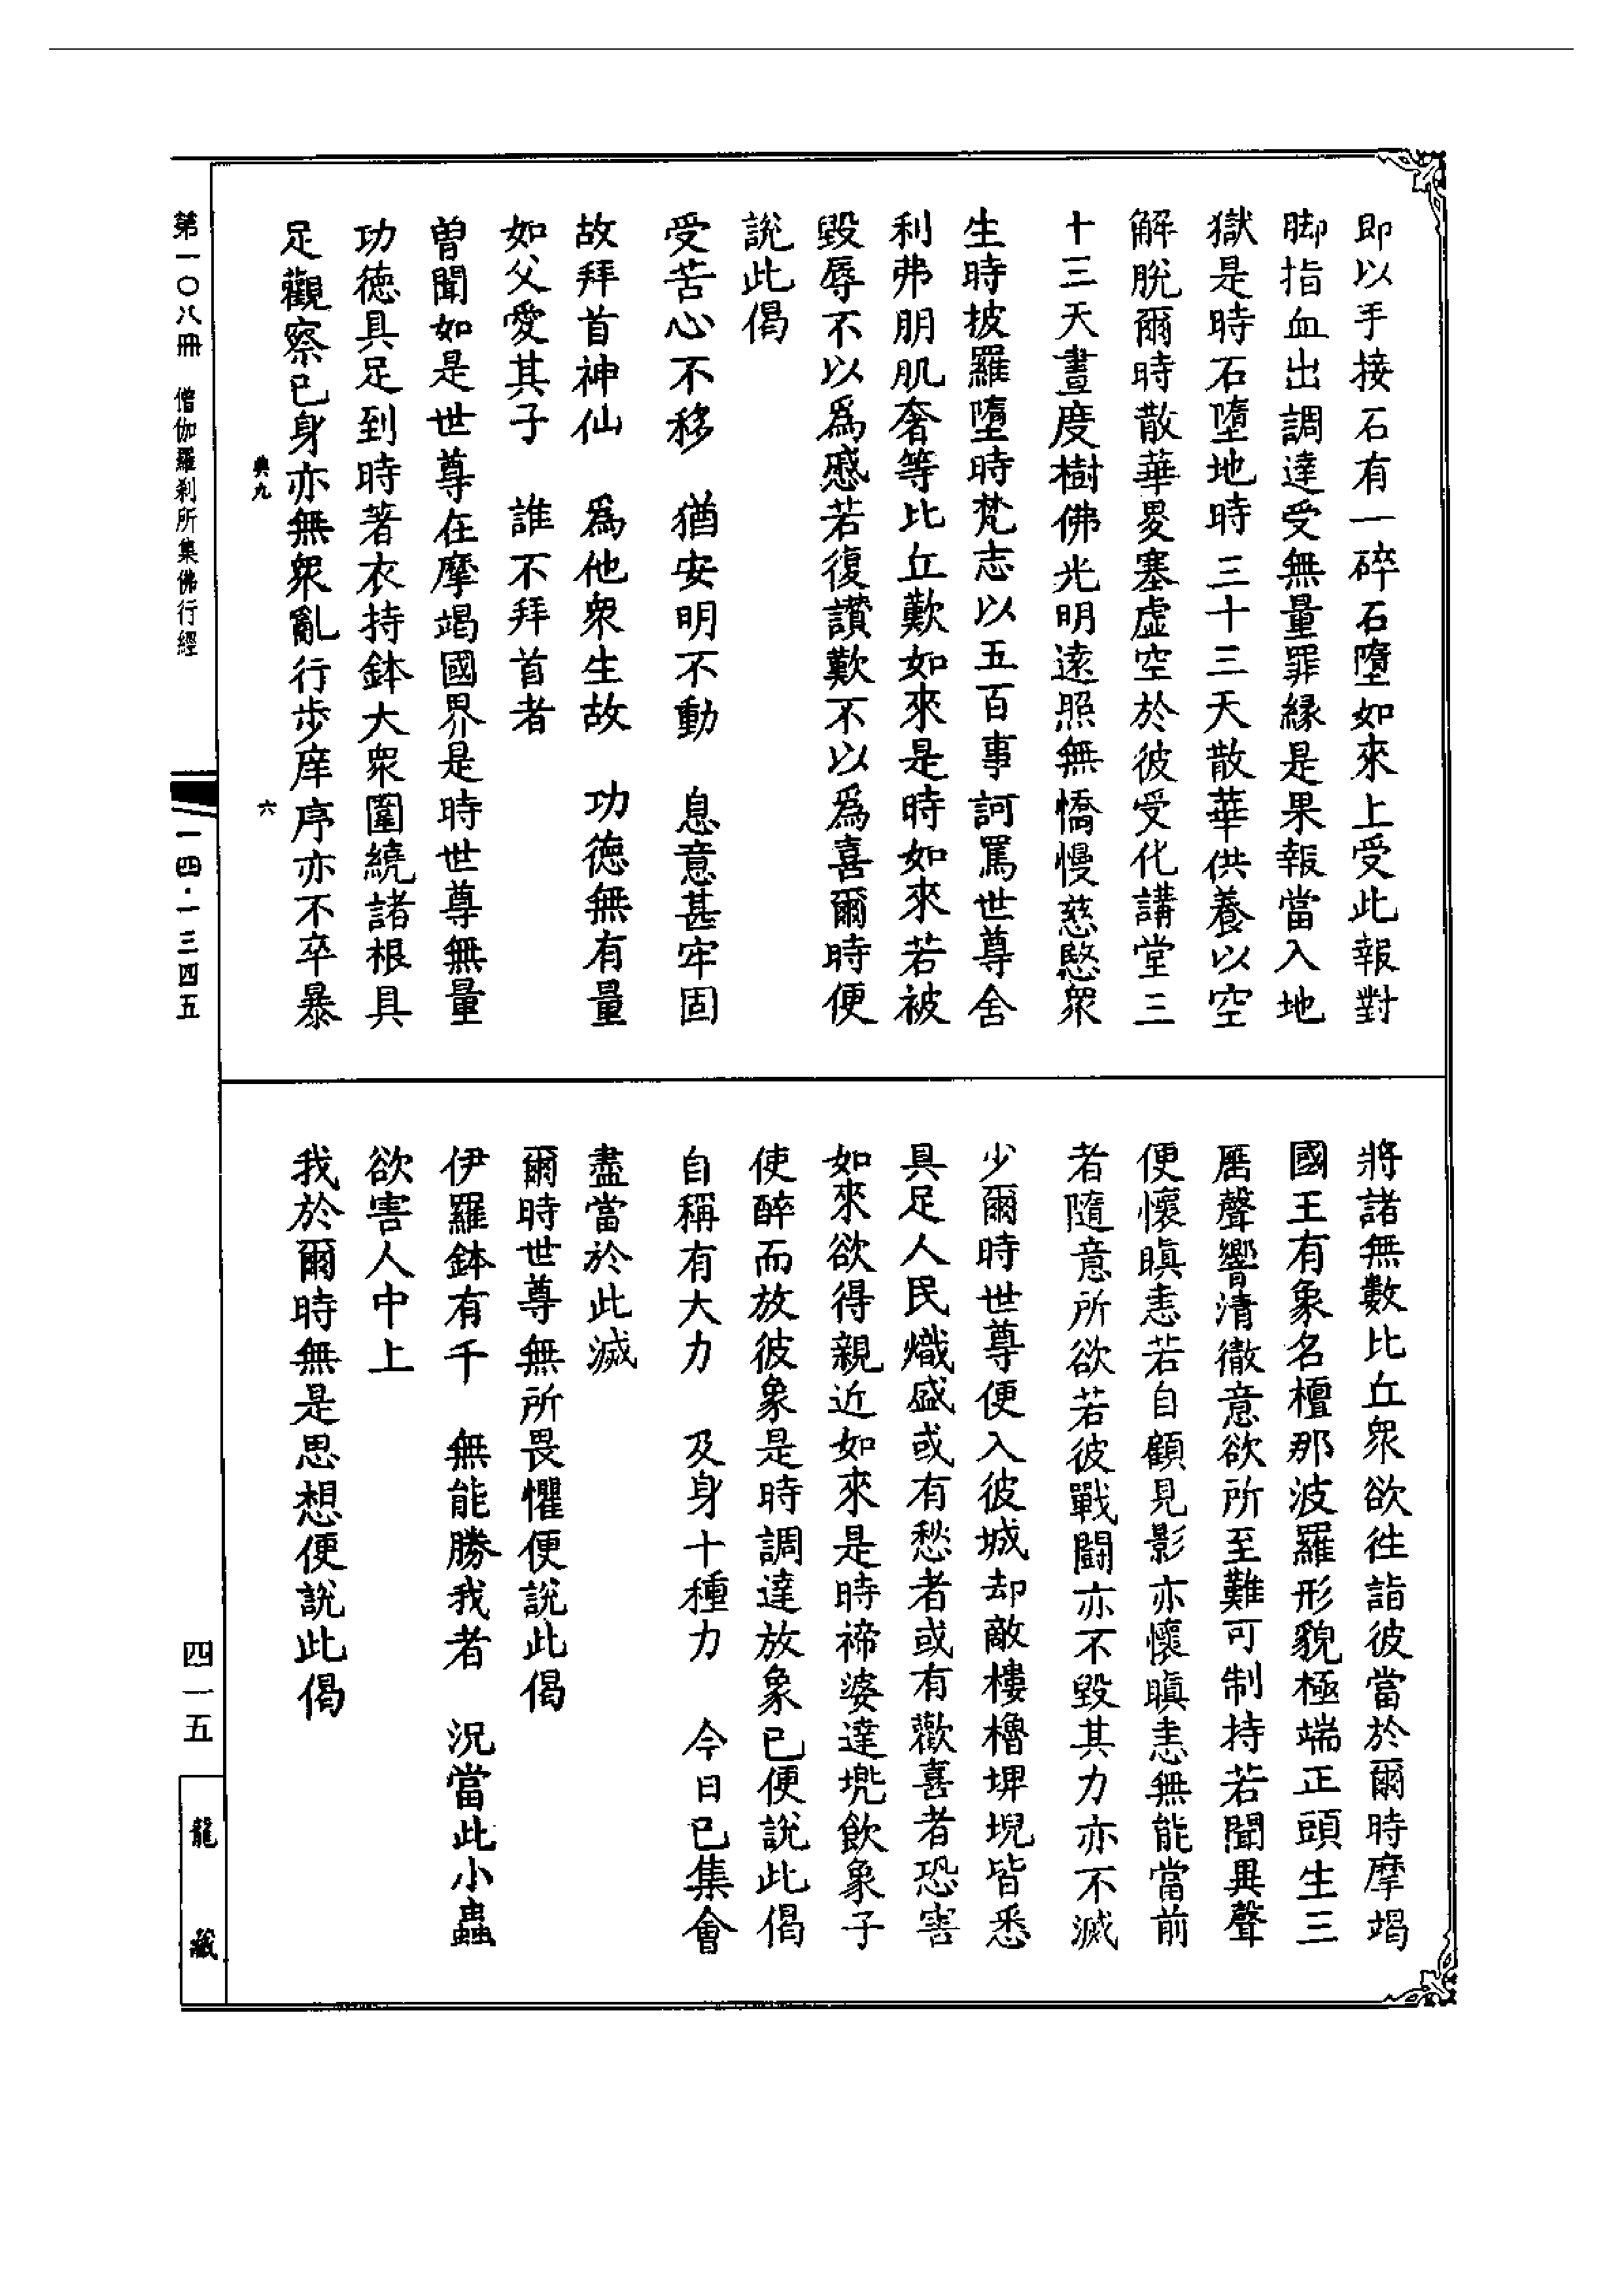 即以手接石有一碎石墮如來上受此報對
脚指血出調達受無量罪緣是果報當入地
獄是時石墮地時三十三天散華供養以空
解脫爾時散華畟塞虛空於彼受化講堂三
十三天晝度樹佛光明遠照無憍慢慈愍衆
生時披羅墮時梵志以五百事訶罵世尊舍
利弗朋肌奢等比丘歎如來是時如來若被
毀辱不以爲慼若復讃歎不以爲喜爾時便
說此偈
受苦心不移　猶安明不動　息意甚牢固
故拜首神仙　爲他衆生故　功德無有量
如父愛其子　誰不拜首者
曾聞如是世尊在摩竭國界是時世尊無量
功德具足到時著衣持鉢大衆圍繞諸根具
足觀察已身亦無衆亂行步庠序亦不卒暴
典九　六
將諸無數比丘衆欲徃詣彼當於爾時摩竭
國王有象名檀那波羅形貌極端正頭生三
𦡳聲響清徹意欲所至難可制持若聞異聲
便懷瞋恚若自顧見影亦懷瞋恚無能當前
者隨意所欲若彼戰鬪亦不毀其力亦不滅
少爾時世尊便入彼城却敵樓櫓埤堄皆悉
具足人民熾盛或有愁者或有歡喜者恐害
如來欲得親近如來是時禘婆達兠飲象子
使醉而放彼象是時調達放象已便說此偈
自稱有大力　及身十種力　今日已集會
盡當於此滅
爾時世尊無所畏懼便說此偈
伊羅鉢有千　無能勝我者　況當此小蟲
欲害人中上
我於爾時無是思想便說此偈
第一〇八冊　僧伽羅刹所集佛行經
一四·一三四五
四一五
龍藏